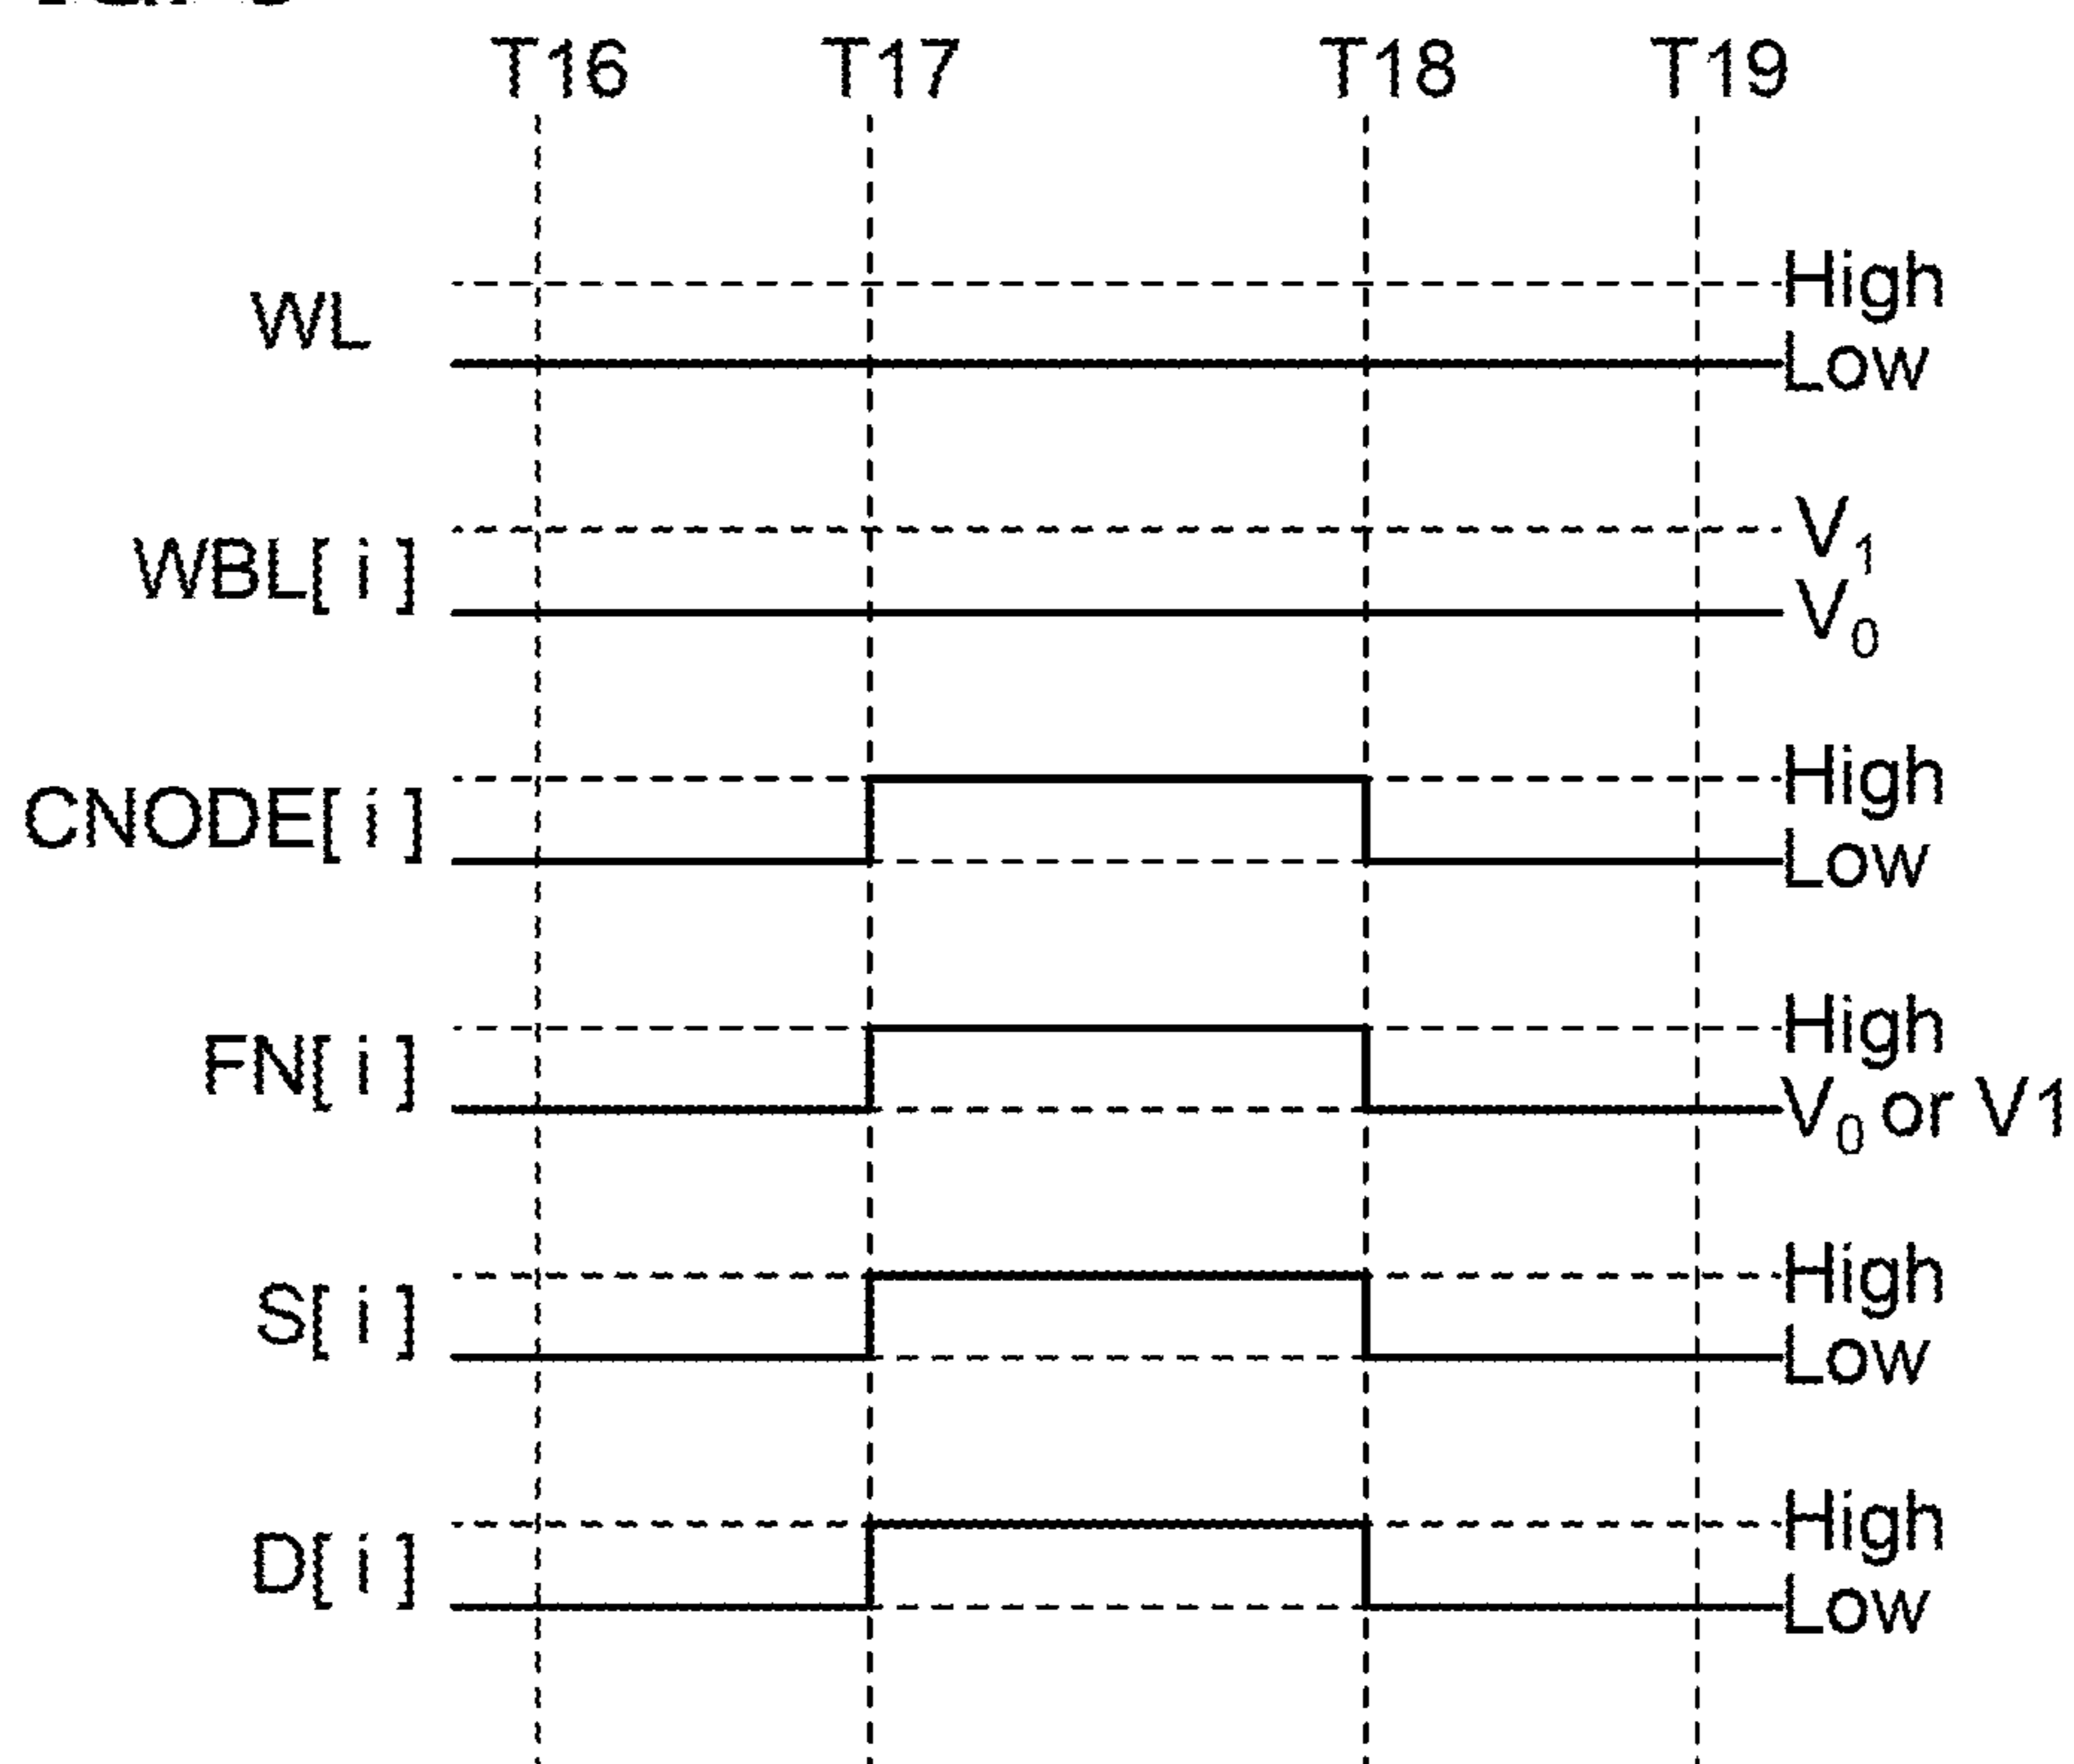 T16 T17 T18 T19
High
WL
Low
V₁
WBL[ i ]
V₀
High
CNODE[ i ]
Low
High
FN[ i ]
V₀ or V1
High
S[ i ]
Low
High
D[ i ]
Low